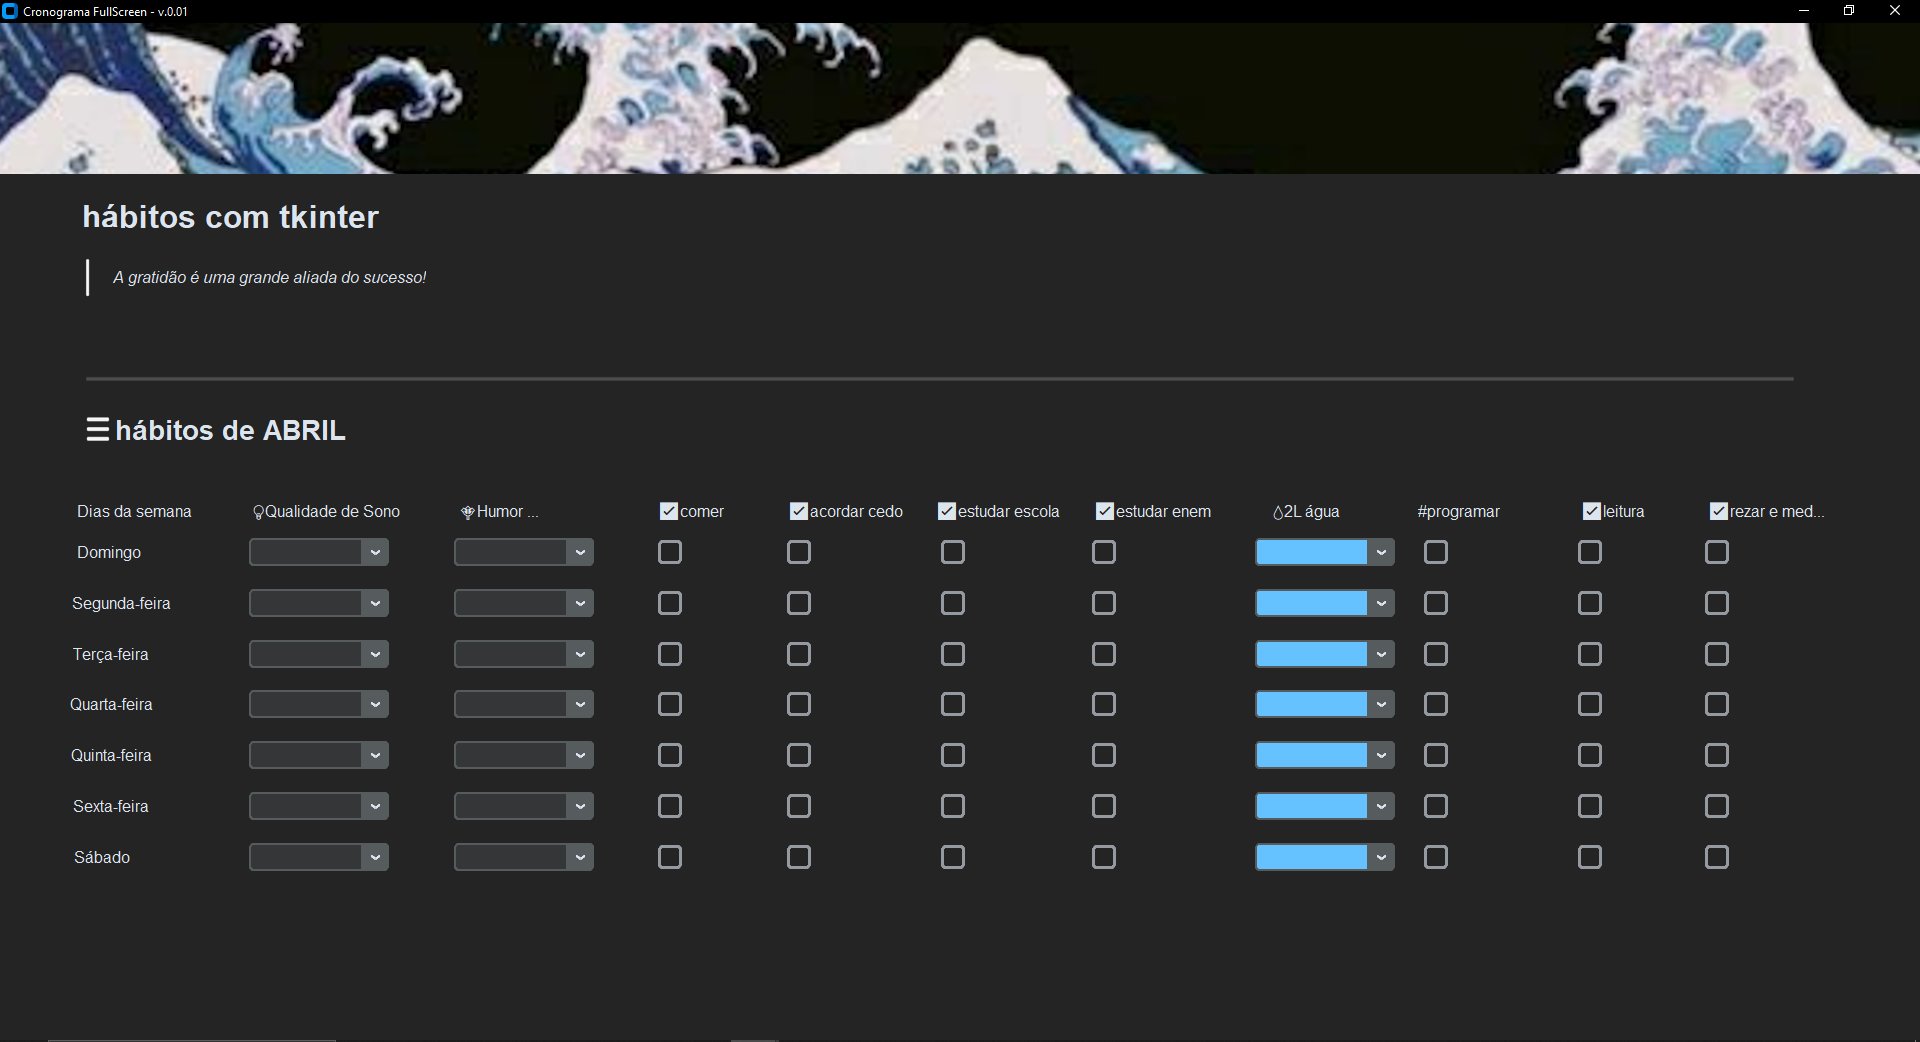 Cronograma FullScreen - v.0.01
hábitos com tkinter
A gratidão é uma grande aliada do sucesso!
hábitos de ABRIL
Dias da semana Qualidade de Sono Humor ... comer acordar cedo estudar escola estudar enem 2L água #programar leitura rezar e med...
Domingo
Segunda-feira
Terça-feira
Quarta-feira
Quinta-feira
Sexta-feira
Sábado